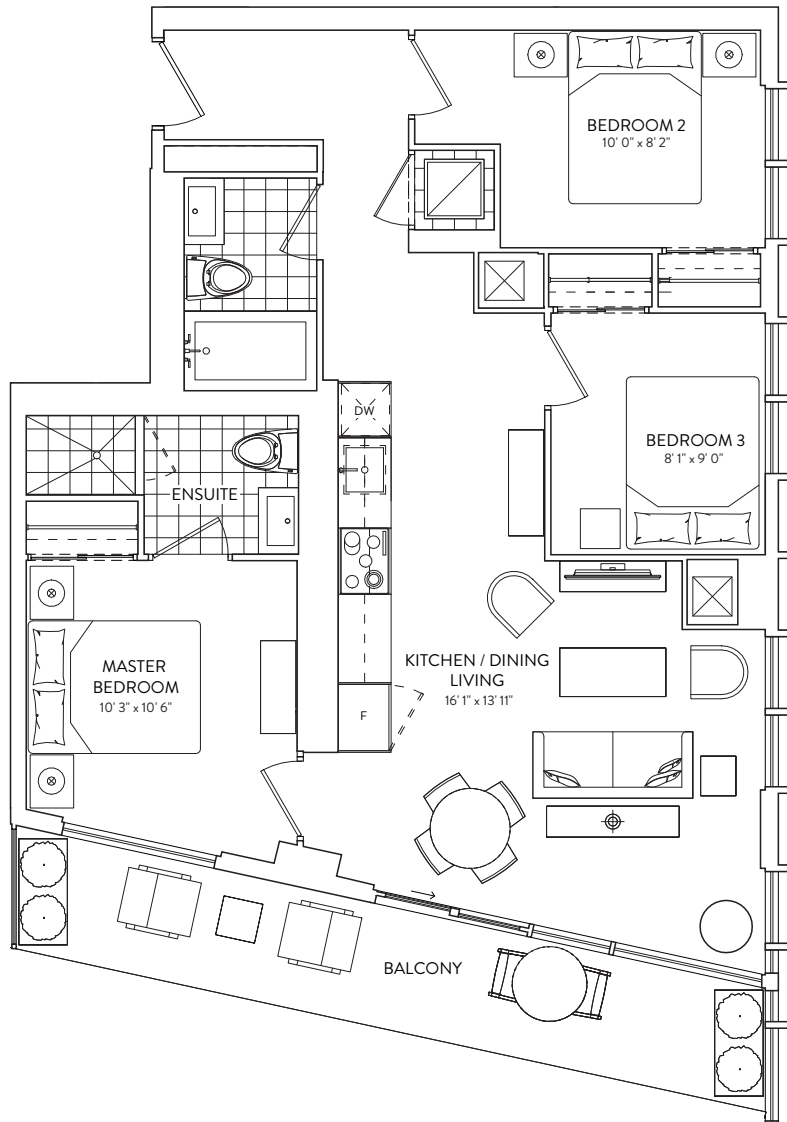 BEDROOM 2
10' 0" x 8' 2"
DW
BEDROOM 3
8' 1" x 9' 0"
ENSUITE
MASTER
BEDROOM
10' 3" x 10' 6"
KITCHEN / DINING
LIVING
16' 1" x 13' 11"
F
BALCONY